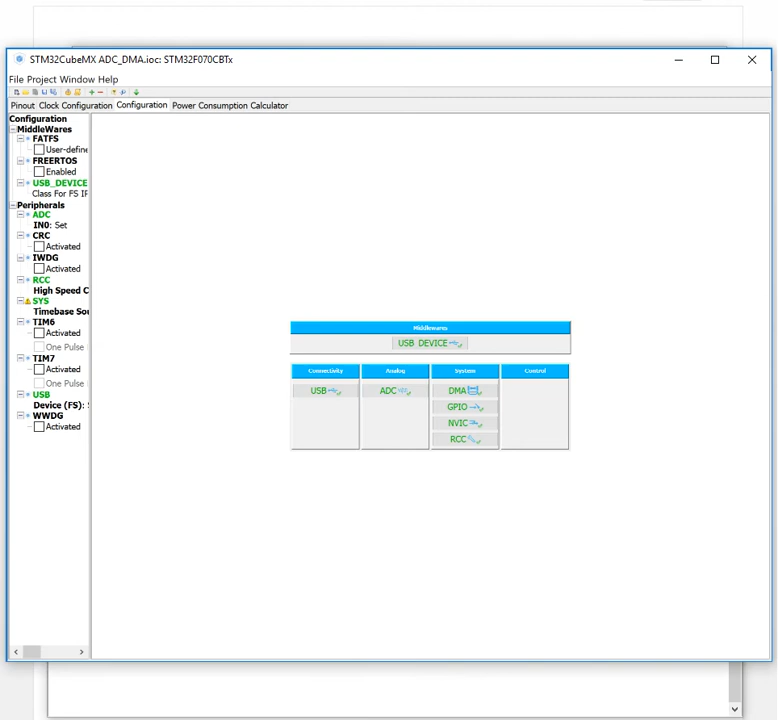 STM32CubeMX ADC_DMA.ioc: STM32F070CBTx
File Project Window Help
Pinout Clock Configuration Configuration Power Consumption Calculator
Configuration
MiddleWares
FATFS
User-define
FREERTOS
Enabled
USB_DEVICE
Class For FS IP
Peripherals
ADC
IN0: Set
CRC
Activated
IWDG
Activated
RCC
High Speed C
SYS
Timebase Sou
TIM6
Activated
One Pulse
TIM7
Activated
One Pulse
USB
Device (FS):
WWDG
Activated
Middlewares
USB_DEVICE
Connectivity Analog System Control
USB ADC DMA
GPIO
NVIC
RCC